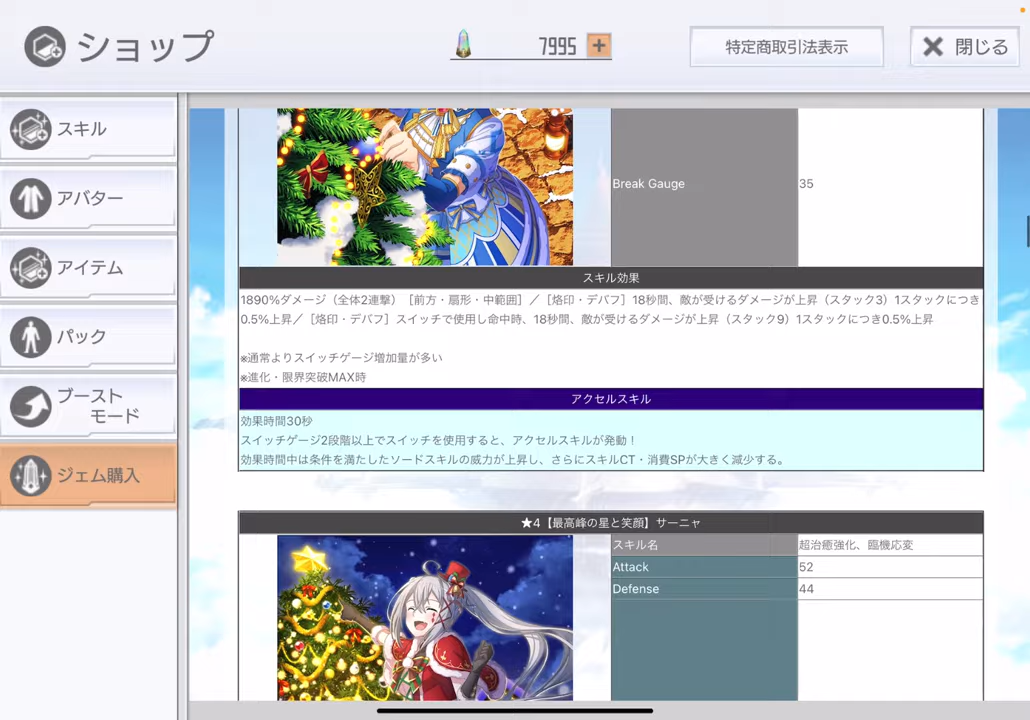 ショップ
7995
特定商取引法表示
閉じる
スキル
アバター
アイテム
パック
ブースト
モード
ジェム購入
Break Gauge
35
スキル効果
1890%ダメージ（全体2連撃）［前方・扇形・中範囲］／［烙印・デバフ］18秒間、敵が受けるダメージが上昇（スタック3）1スタックにつき
0.5%上昇／［烙印・デバフ］スイッチで使用し命中時、18秒間、敵が受けるダメージが上昇（スタック9）1スタックにつき0.5%上昇
※通常よりスイッチゲージ増加量が多い
※進化・限界突破MAX時
アクセルスキル
効果時間30秒
スイッチゲージ2段階以上でスイッチを使用すると、アクセルスキルが発動！
効果時間中は条件を満たしたソードスキルの威力が上昇し、さらにスキルCT・消費SPが大きく減少する。
★4【最高峰の星と笑顔】サーニャ
スキル名
超治癒強化、臨機応変
Attack
52
Defense
44